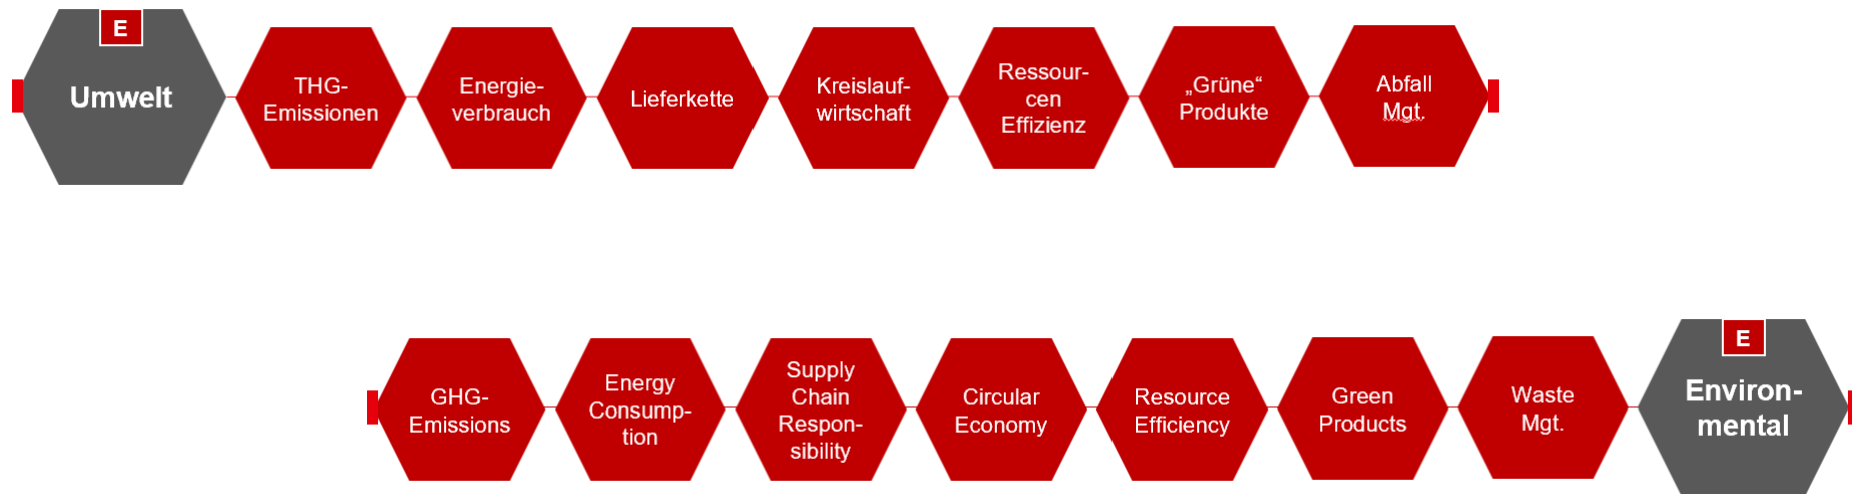 E
Umwelt
THG-
Emissionen
Energie-
verbrauch
Lieferkette
Kreislauf-
wirtschaft
Ressour-
cen
Effizienz
„Grüne“
Produkte
Abfall
Mgt.
GHG-
Emissions
Energy
Consump-
tion
Supply
Chain
Respon-
sibility
Circular
Economy
Resource
Efficiency
Green
Products
Waste
Mgt.
E
Environ-
mental